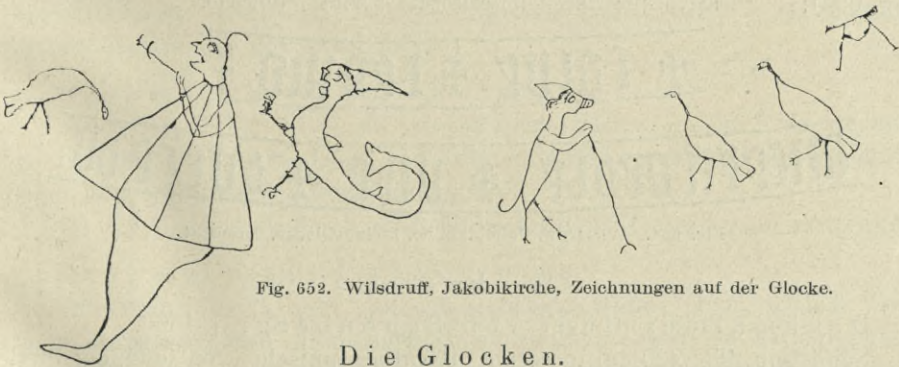 Fig. 652. Wilsdruff, Jakobikirche, Zeichnungen auf der Glocke.
Die Glocken.